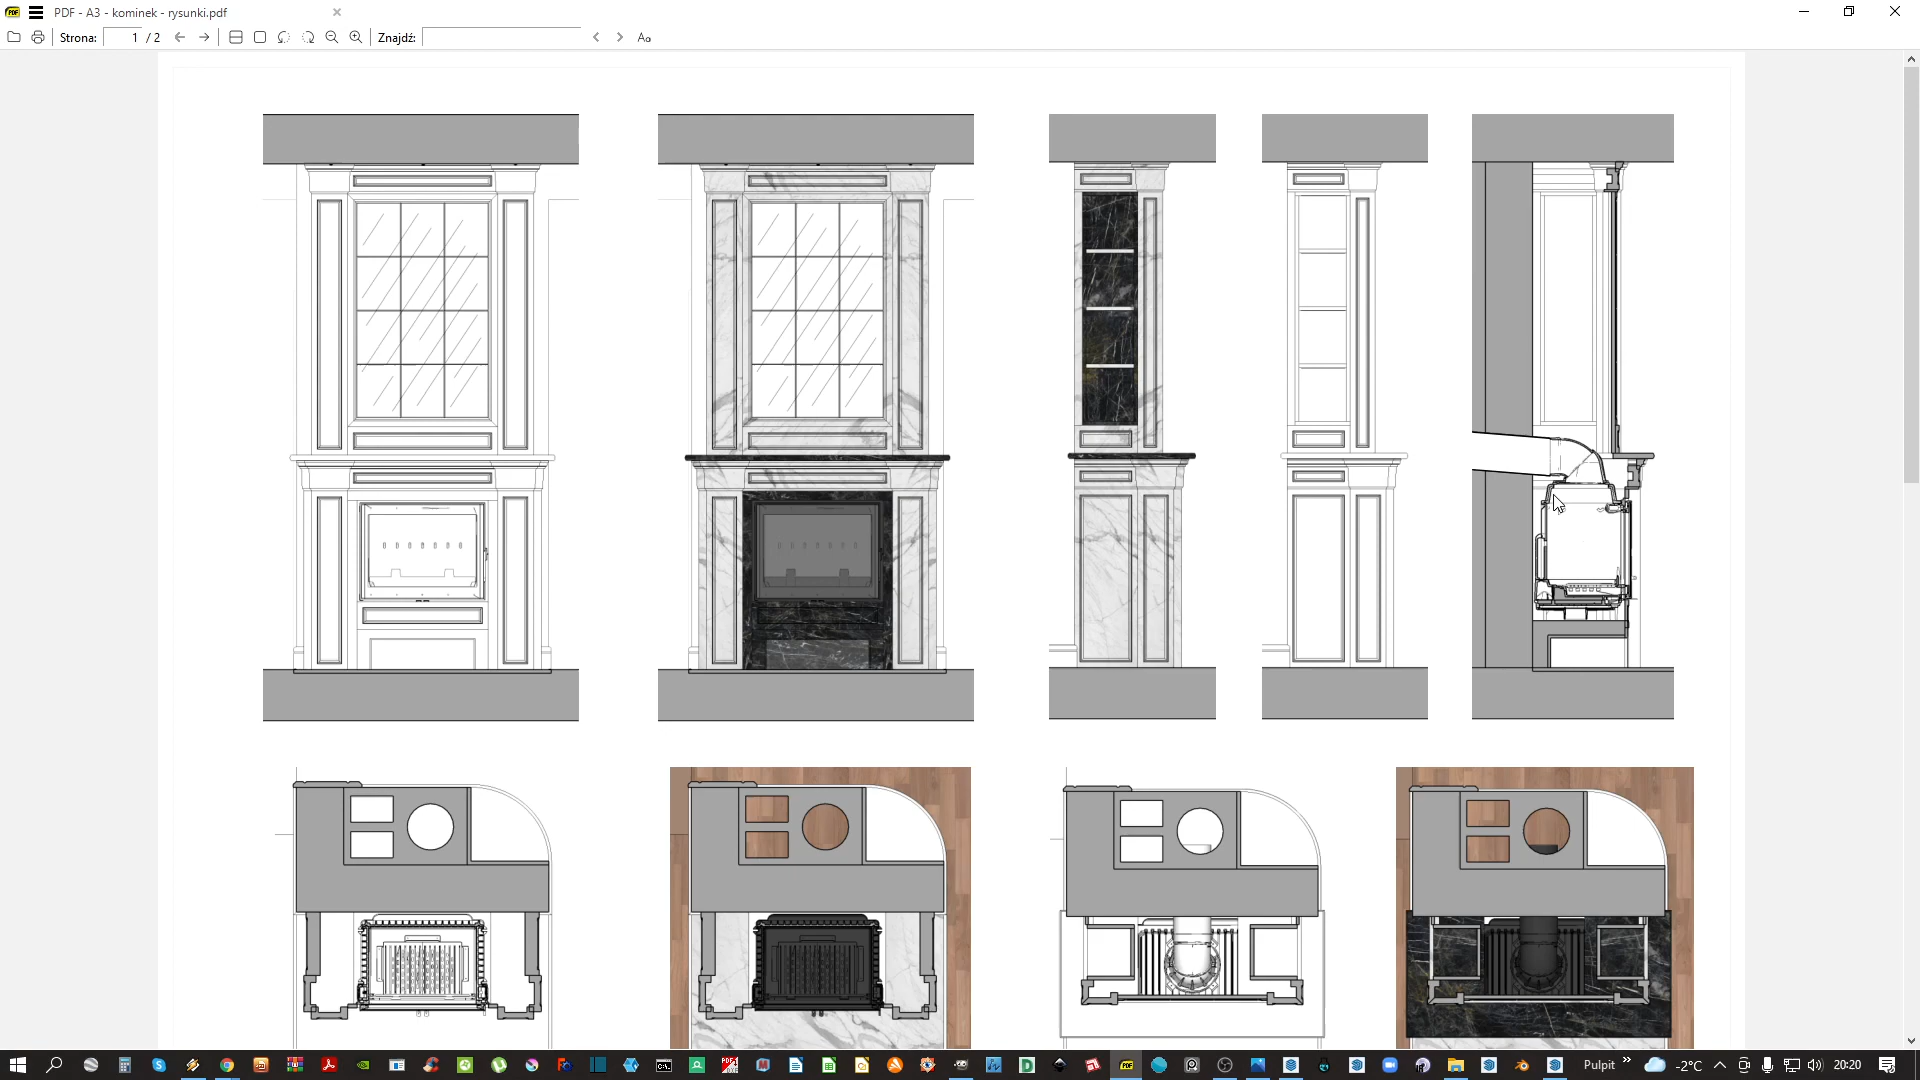 PDF - A3 - kominek - rysunki.pdf
Strona: 1 / 2 Znajdź: Aa
Pulpit -2°C 20:20